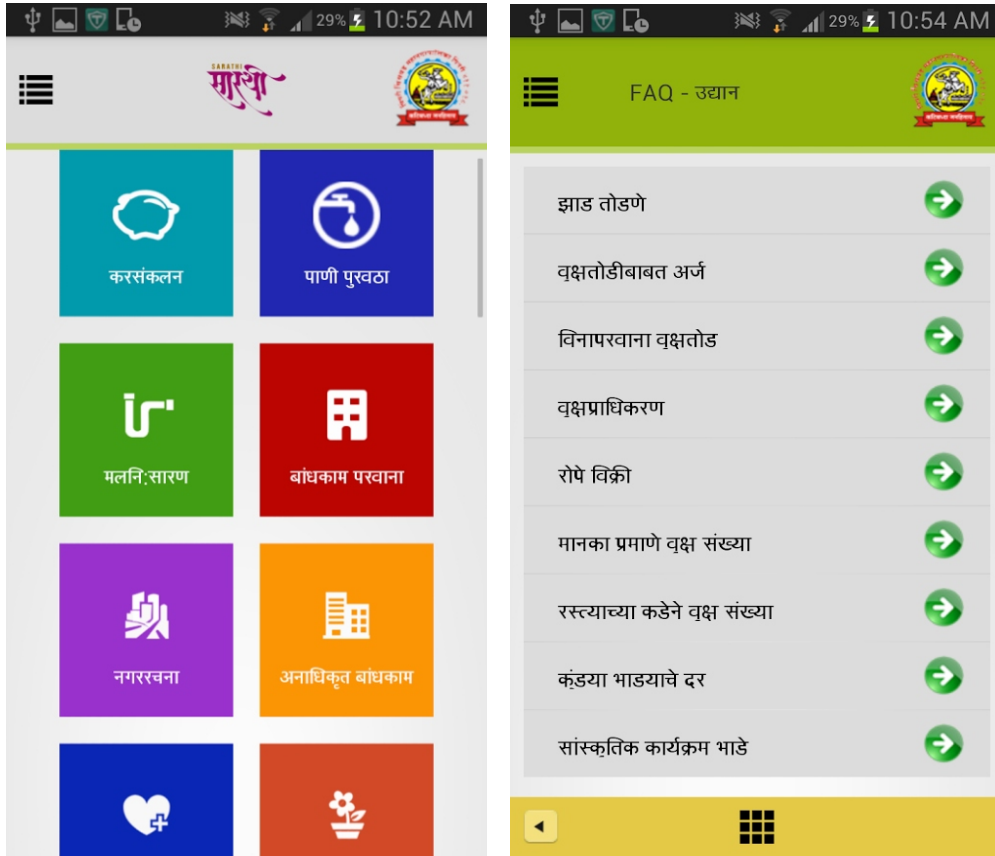 29% 10:52 AM
SARATHI
सारथी
करसंकलन
पाणी पुरवठा
मलनि:सारण
बांधकाम परवाना
नगररचना
अनाधिकृत बांधकाम
29% 10:54 AM
FAQ - उद्यान
झाड तोडणे
वृक्षतोडीबाबत अर्ज
विनापरवाना वृक्षतोड
वृक्षप्राधिकरण
रोपे विक्री
मानका प्रमाणे वृक्ष संख्या
रस्त्याच्या कडेने वृक्ष संख्या
कुंडया भाडयाचे दर
सांस्कृतिक कार्यक्रम भाडे